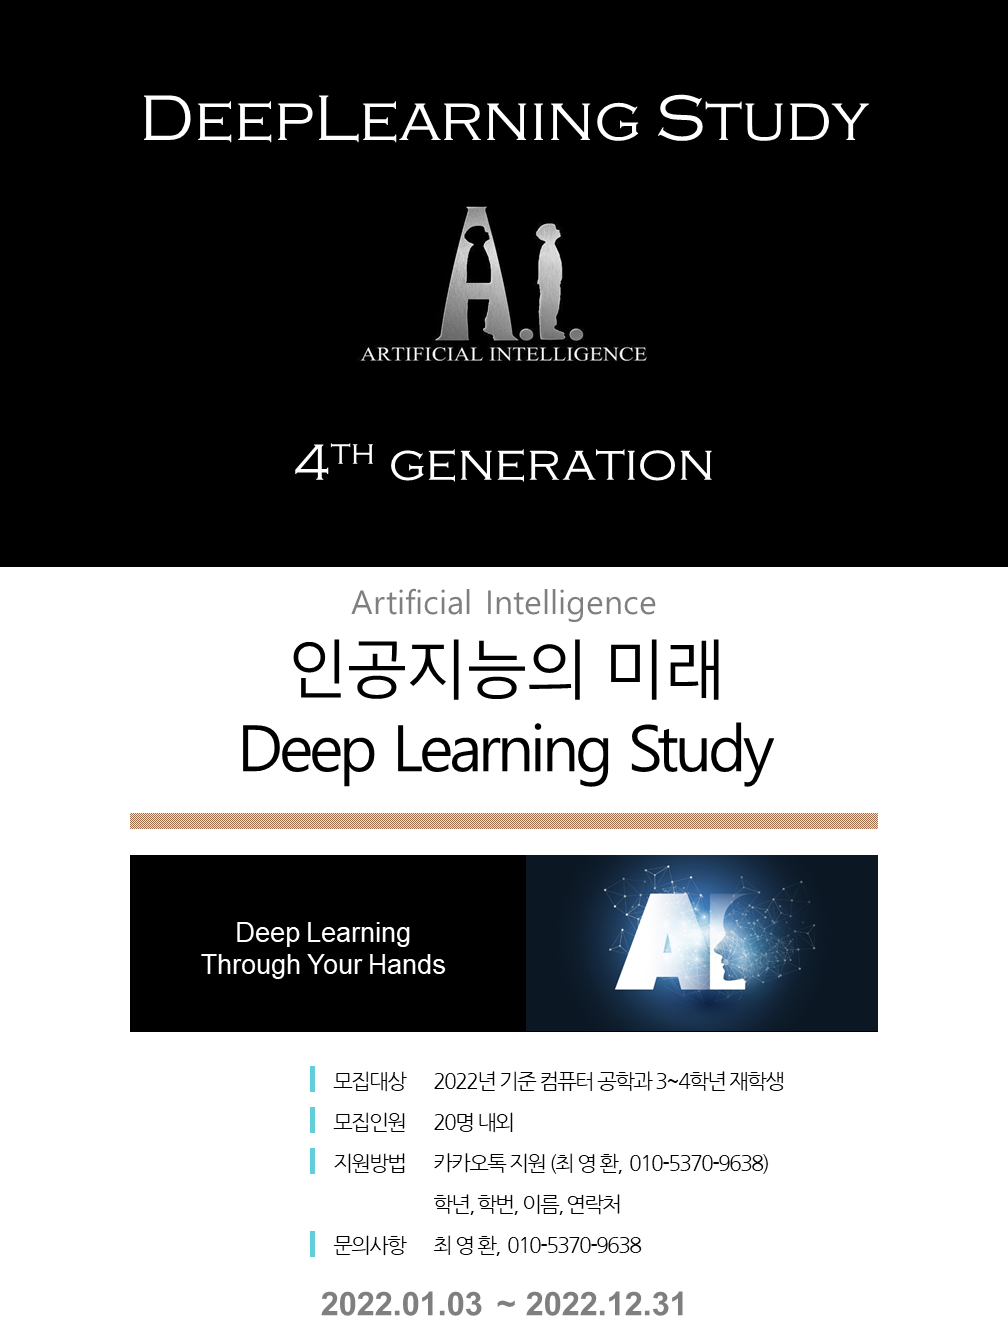 DEEPLEARNING STUDY
A.I.
ARTIFICIAL INTELLIGENCE
4TH GENERATION
Artificial Intelligence
인공지능의 미래
Deep Learning Study
Deep Learning
Through Your Hands
AI
모집대상 2022년 기준 컴퓨터 공학과 3~4학년 재학생
모집인원 20명 내외
지원방법 카카오톡 지원 (최 영 환, 010-5370-9638)
학년, 학번, 이름, 연락처
문의사항 최 영 환, 010-5370-9638
2022.01.03 ~ 2022.12.31